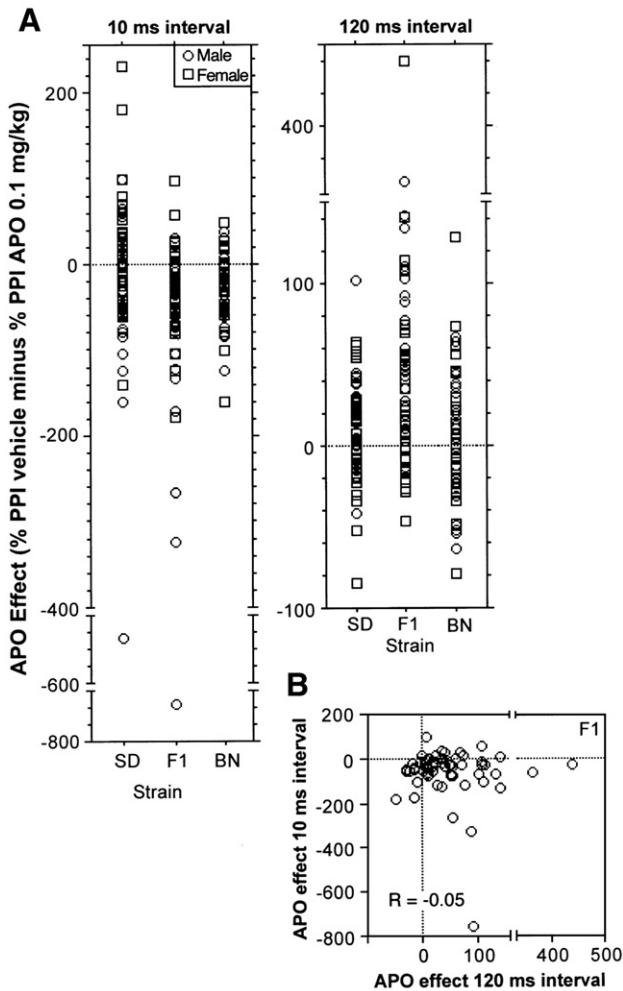 A
10 ms interval
120 ms interval
Male
Female
APO Effect (% PPI vehicle minus % PPI APO 0.1 mg/kg)
200
0
-200
-400
-600
-800
SD F1 BN
Strain
400
100
0
-100
SD F1 BN
Strain
B
F1
APO effect 10 ms interval
200
0
-200
-400
-600
-800
R = -0.05
0 100 400 500
APO effect 120 ms interval